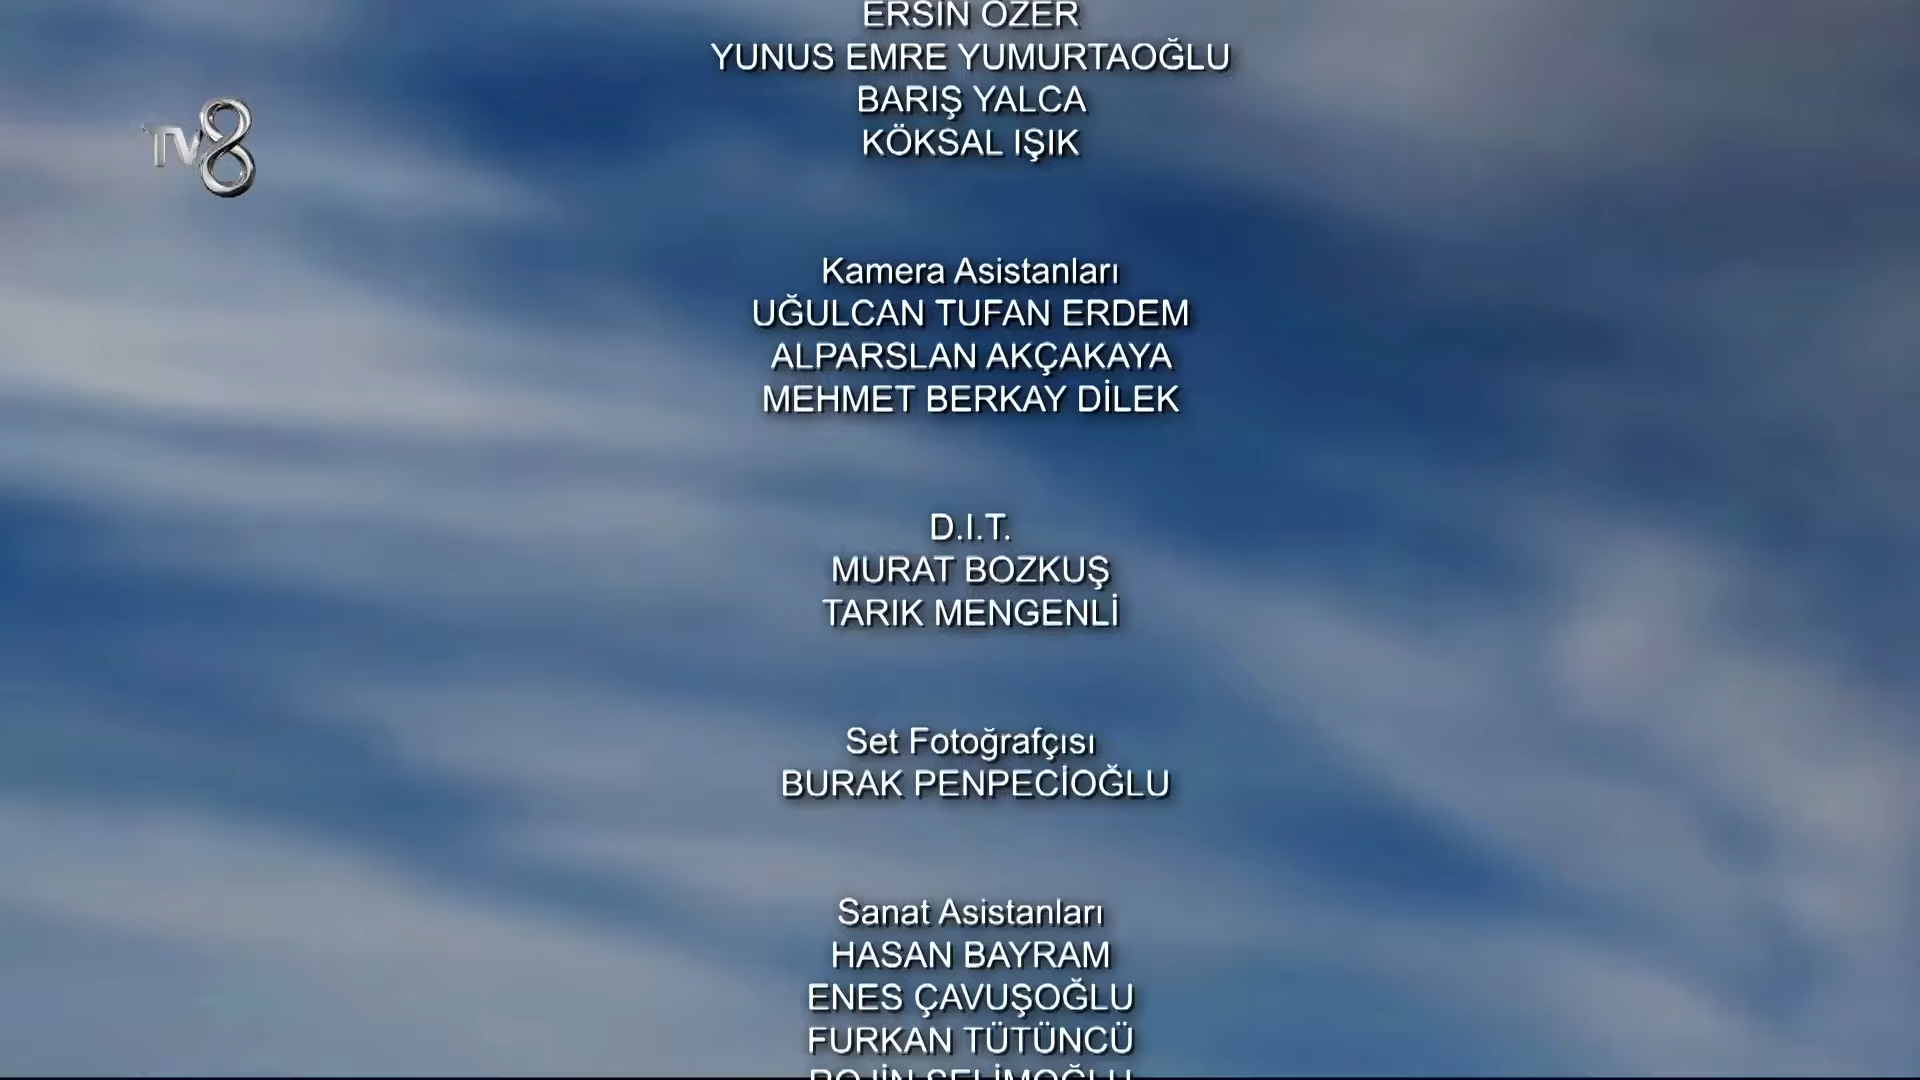 ERSİN ÖZER
YUNUS EMRE YUMURTAOĞLU
BARIŞ YALCA
KÖKSAL IŞIK
TV8
Kamera Asistanları
UĞULCAN TUFAN ERDEM
ALPARSLAN AKÇAKAYA
MEHMET BERKAY DİLEK
D.I.T.
MURAT BOZKUŞ
TARIK MENGENLİ
Set Fotoğrafçısı
BURAK PENPECİOĞLU
Sanat Asistanları
HASAN BAYRAM
ENES ÇAVUŞOĞLU
FURKAN TÜTÜNCÜ